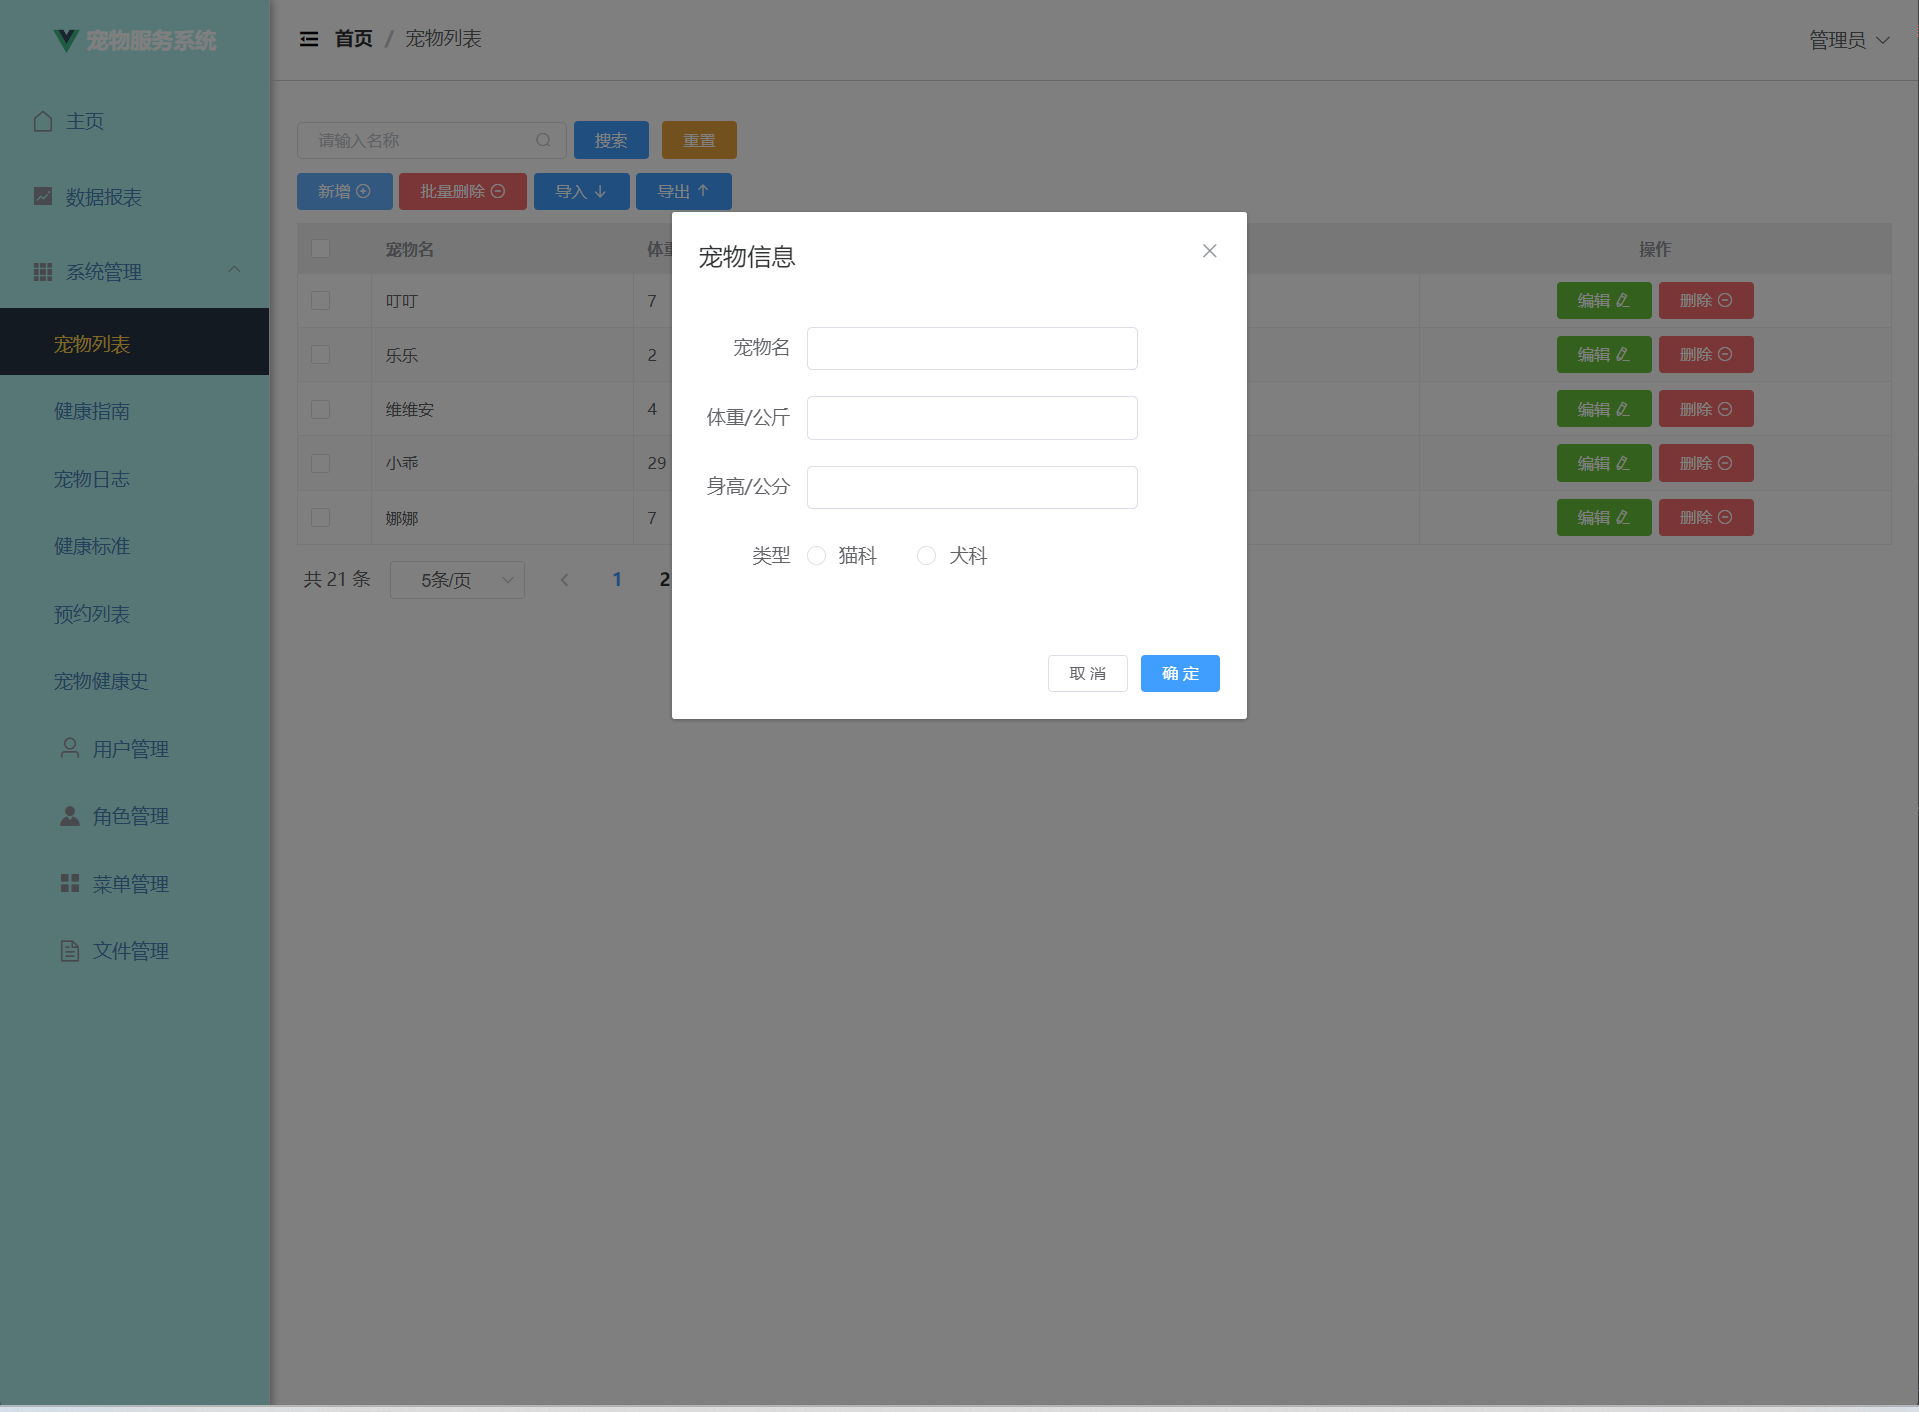 宠物服务系统
主页
数据报表
系统管理
宠物列表
健康指南
宠物日志
健康标准
预约列表
宠物健康史
用户管理
角色管理
菜单管理
文件管理
首页 / 宠物列表
管理员
请输入名称
搜索
重置
新增
批量删除
导入
导出
宠物名
体重
操作
叮叮
7
编辑
删除
乐乐
2
编辑
删除
维维安
4
编辑
删除
小乖
29
编辑
删除
娜娜
7
编辑
删除
共 21 条
5条/页
1
2
宠物信息
宠物名
体重/公斤
身高/公分
类型
猫科
犬科
取 消
确 定